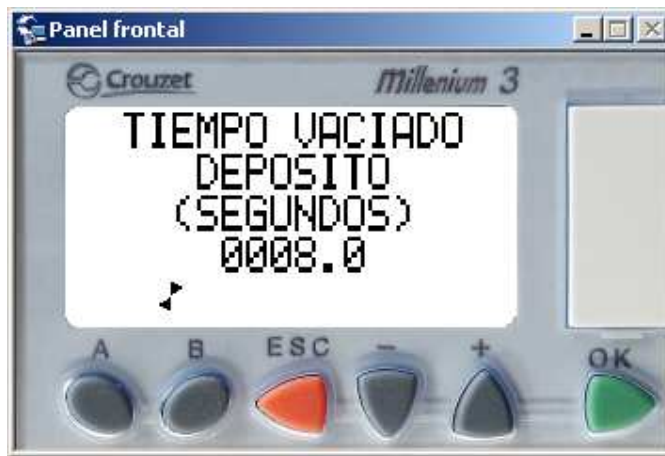 Panel frontal
Crouzet
Millenium 3
TIEMPO VACIADO
DEPOSITO
(SEGUNDOS)
0008.0
A B ESC - + OK